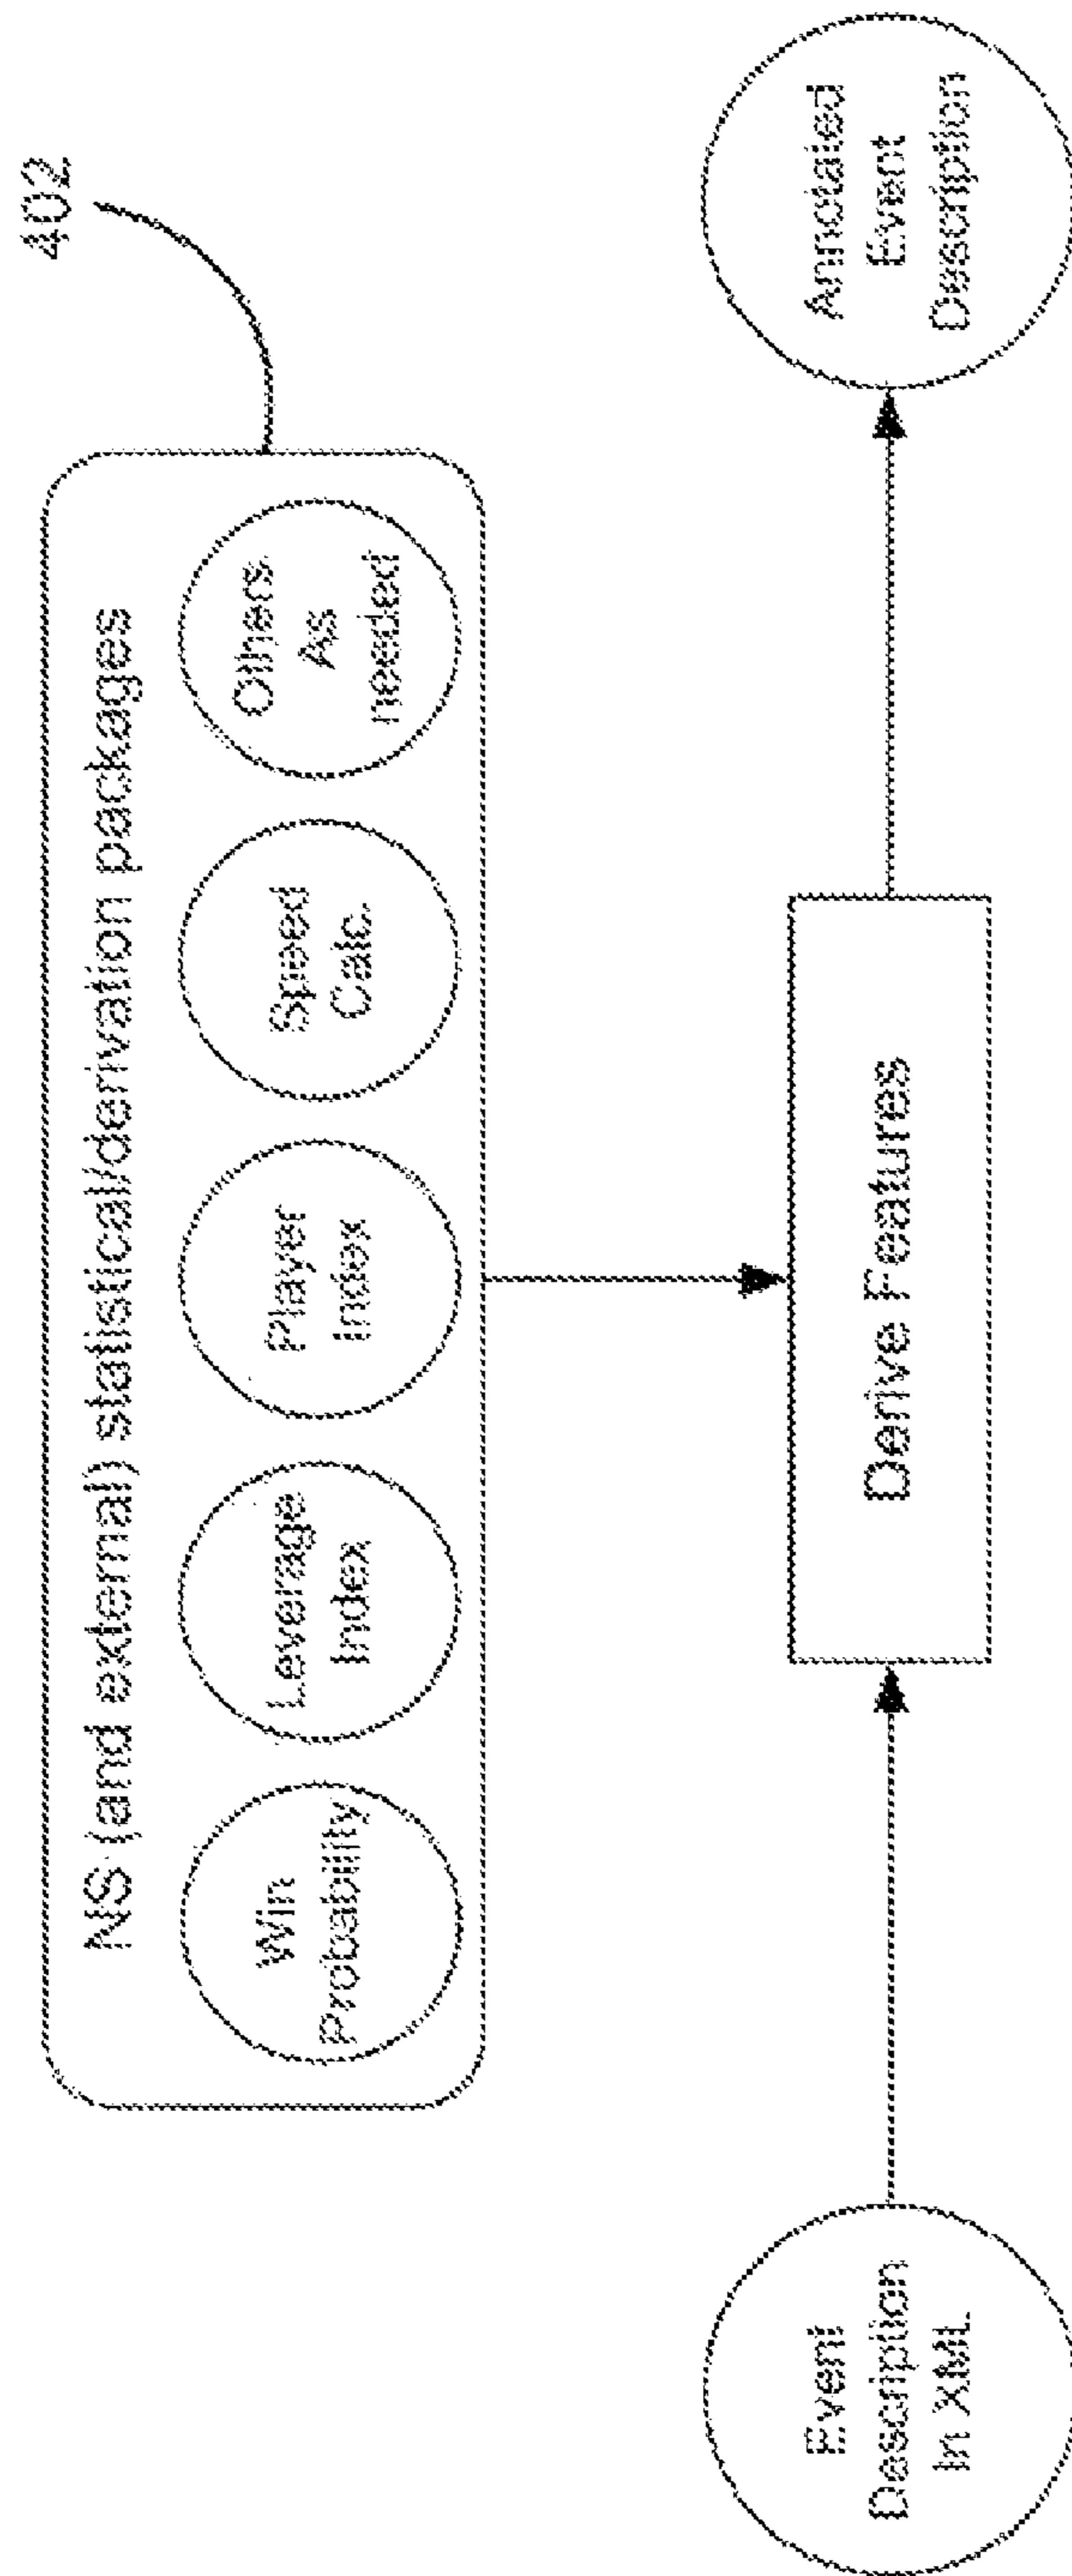 402
NS (and external) statistical/derivation packages
Win
Probability
Leverage
Index
Player
Index
Speed
Calc.
Others
As
needed
Event
Description
In XML
Derive Features
Annotated
Event
Description